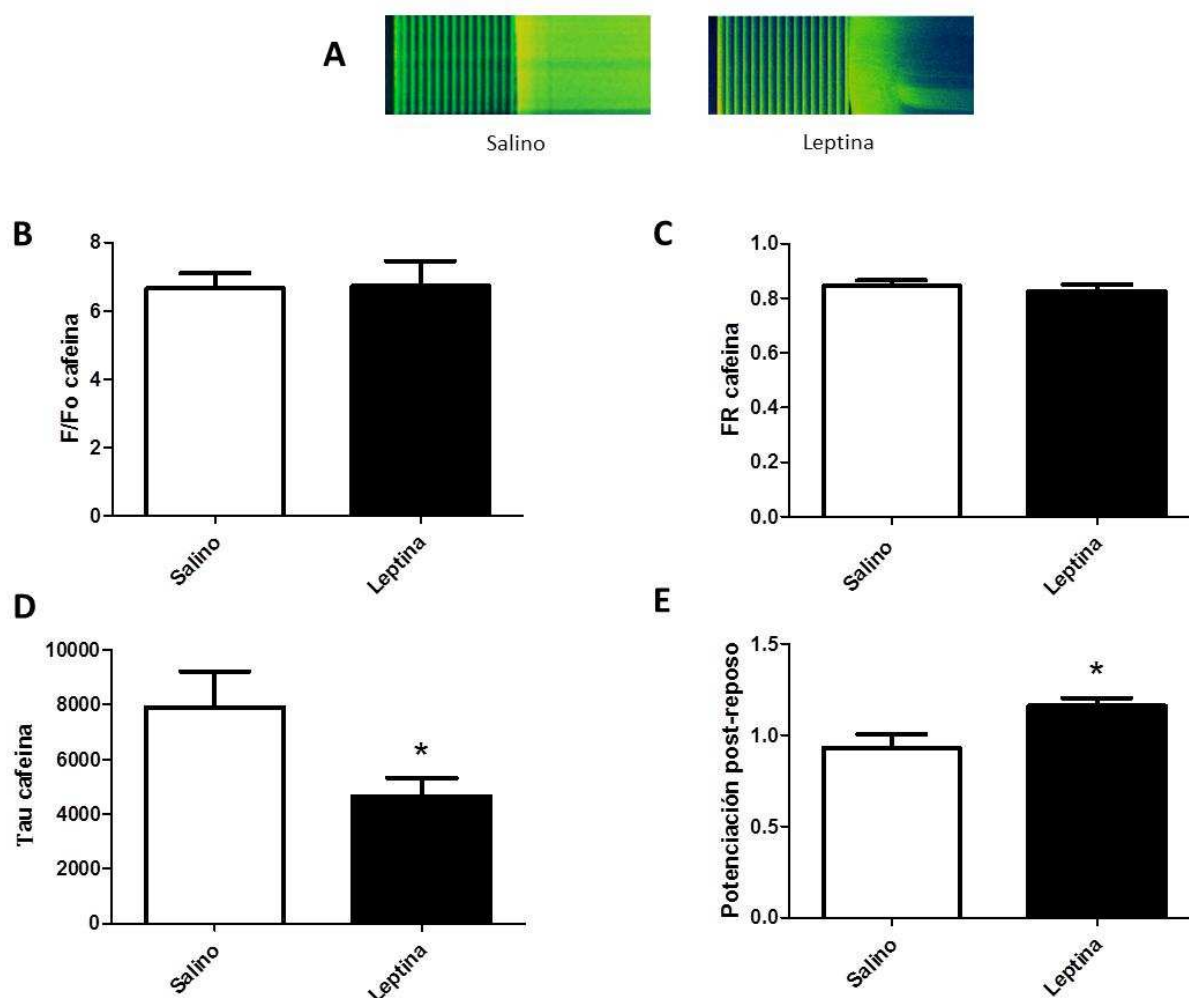 A
Salino
Leptina
B
F/Fo cafeina
8
6
4
2
0
Salino
Leptina
C
FR cafeina
1.0
0.8
0.6
0.4
0.2
0.0
Salino
Leptina
D
Tau cafeina
10000
8000
6000
4000
2000
0
*
Salino
Leptina
E
Potenciación post-reposo
1.5
1.0
0.5
0.0
*
Salino
Leptina